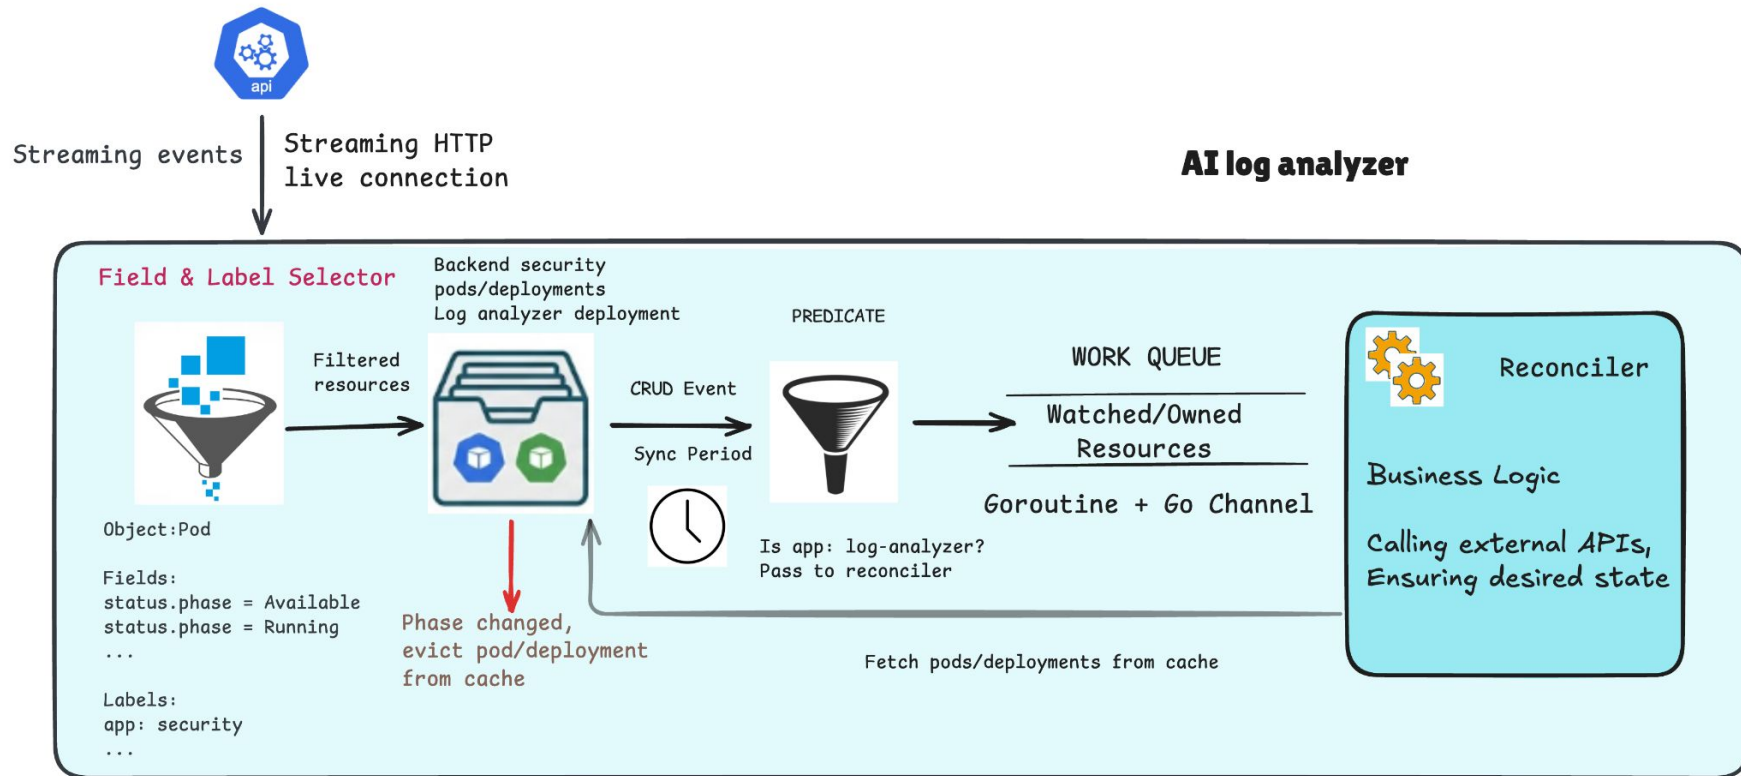 api
Streaming events
Streaming HTTP
live connection
AI log analyzer
Field & Label Selector
Backend security
pods/deployments
Log analyzer deployment
PREDICATE
Filtered
resources
CRUD Event
Sync Period
WORK QUEUE
Watched/Owned
Resources
Goroutine + Go Channel
Reconciler
Business Logic
Calling external APIs,
Ensuring desired state
Object:Pod
Fields:
status.phase = Available
status.phase = Running
...
Labels:
app: security
...
Phase changed,
evict pod/deployment
from cache
Is app: log-analyzer?
Pass to reconciler
Fetch pods/deployments from cache